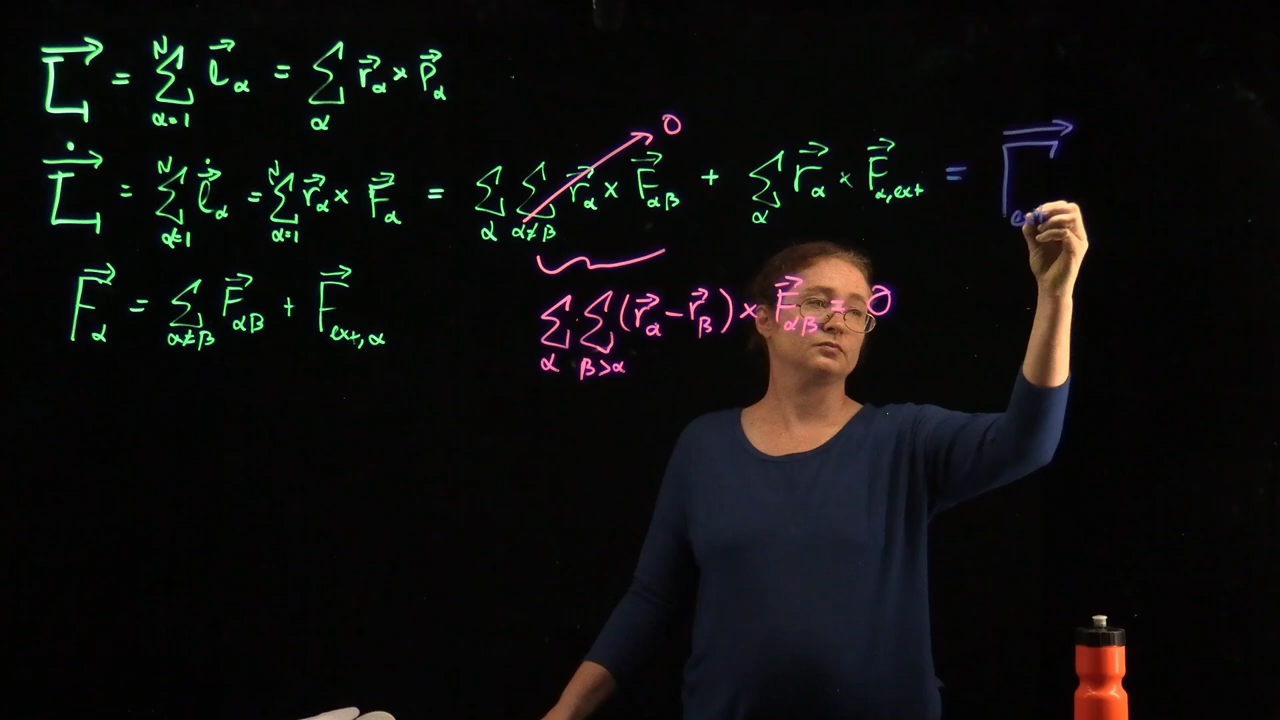 L⃗ = Σ_{α=1}^{N} ℓ⃗_α = Σ_α r⃗_α × p⃗_α
L⃗̇ = Σ_{α=1}^{N} ℓ⃗̇_α = Σ_{α=1}^{N} r⃗_α × F⃗_α = Σ_α Σ_{α≠β} r⃗_α × F⃗_{αβ} → 0 + Σ_α r⃗_α × F⃗_{α,ext} = Γ⃗
F⃗_α = Σ_{α≠β} F⃗_{αβ} + F⃗_{ext,α}
Σ_α Σ_{β>α} (r⃗_α − r⃗_β) × F⃗_{αβ} = 0